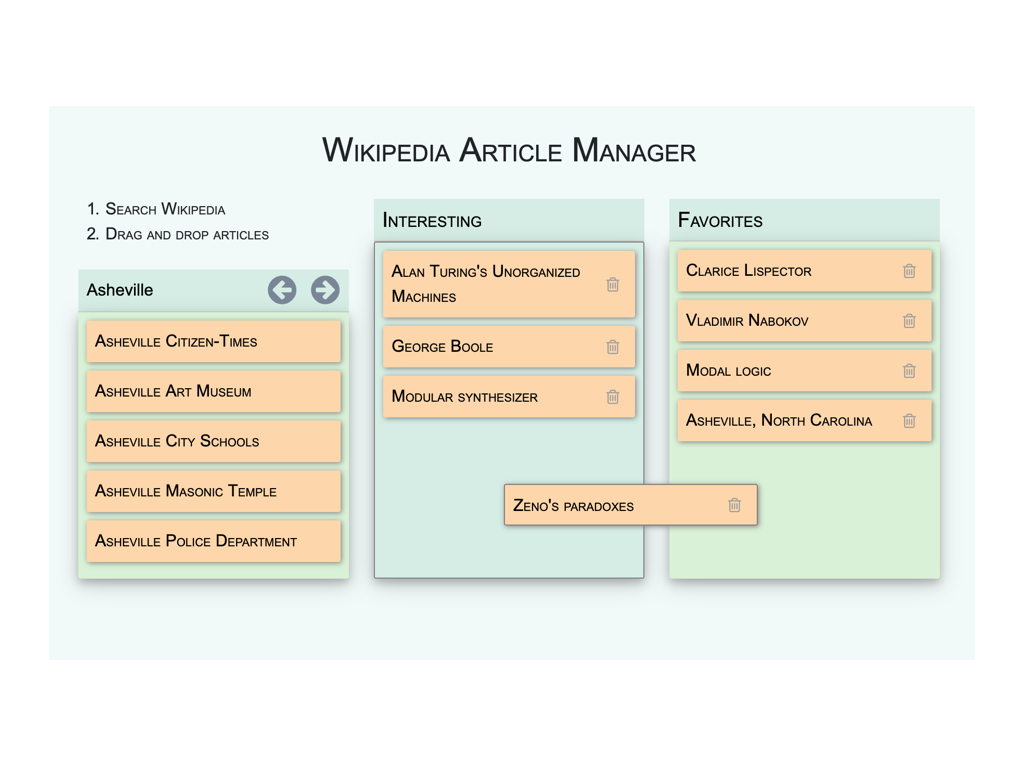 Wikipedia Article Manager
1. Search Wikipedia
2. Drag and drop articles
Asheville
Asheville Citizen-Times
Asheville Art Museum
Asheville City Schools
Asheville Masonic Temple
Asheville Police Department
Interesting
Alan Turing's Unorganized
Machines
George Boole
Modular synthesizer
Zeno's paradoxes
Favorites
Clarice Lispector
Vladimir Nabokov
Modal logic
Asheville, North Carolina